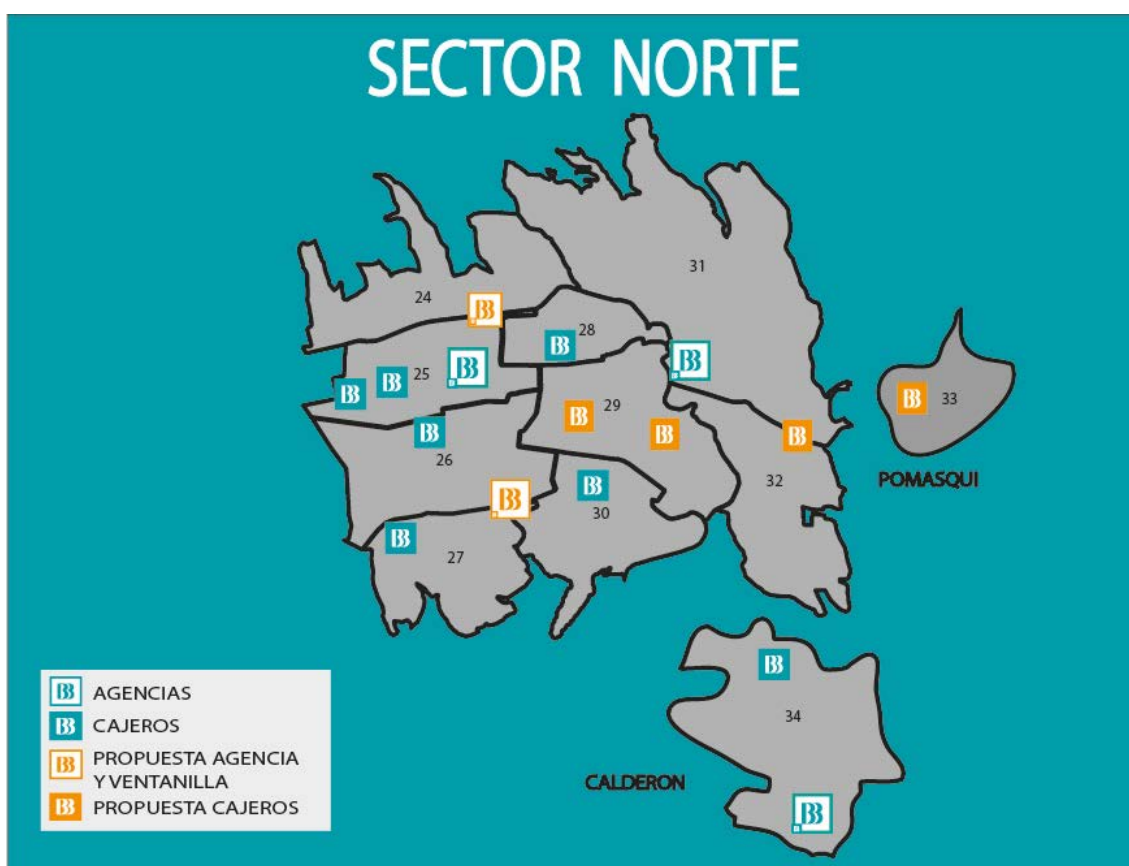 SECTOR NORTE
31
24
28
25
33
29
26
POMASQUI
32
30
27
34
CALDERON
AGENCIAS
CAJEROS
PROPUESTA AGENCIA
Y VENTANILLA
PROPUESTA CAJEROS